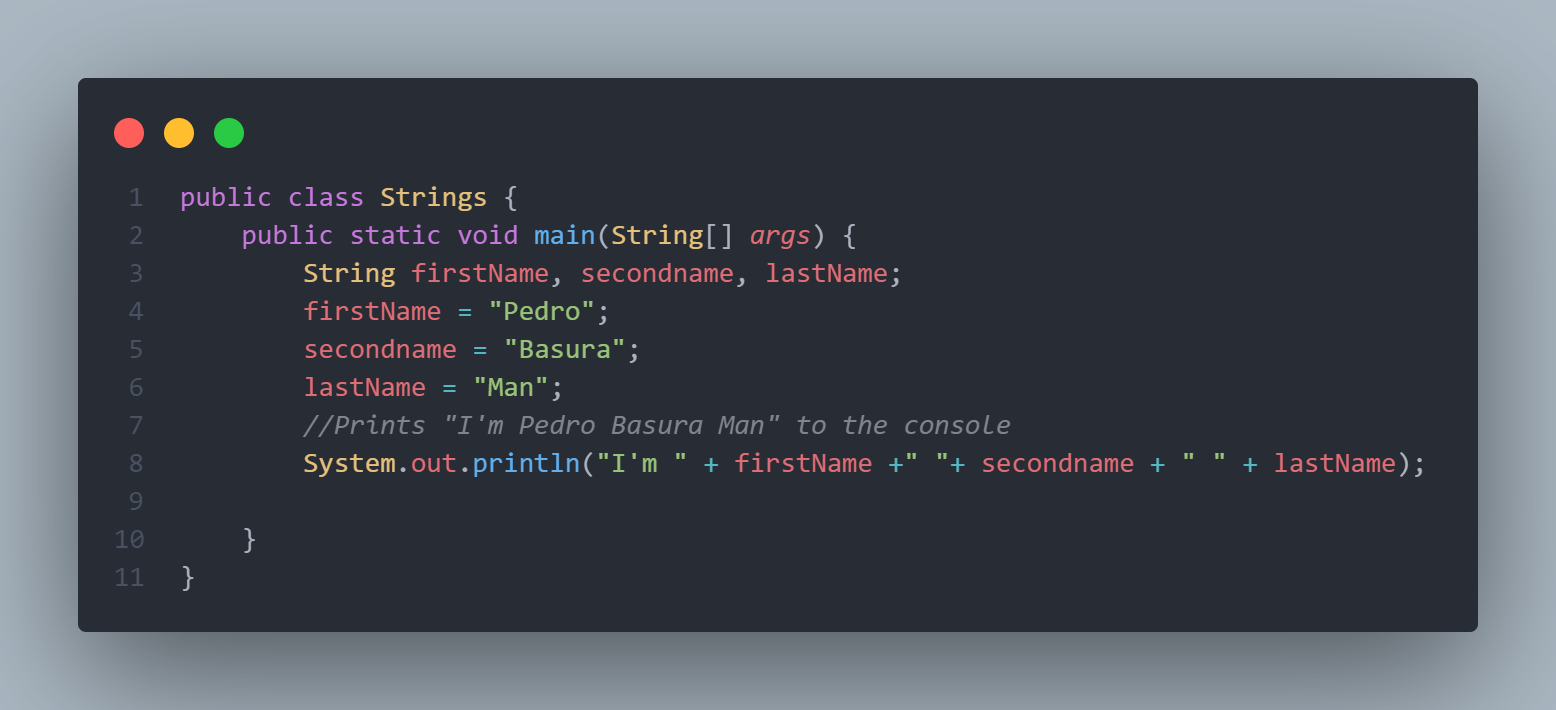 1 public class Strings {
2     public static void main(String[] args) {
3         String firstName, secondname, lastName;
4         firstName = "Pedro";
5         secondname = "Basura";
6         lastName = "Man";
7         //Prints "I'm Pedro Basura Man" to the console
8         System.out.println("I'm " + firstName +" "+ secondname + " " + lastName);
9
10     }
11 }